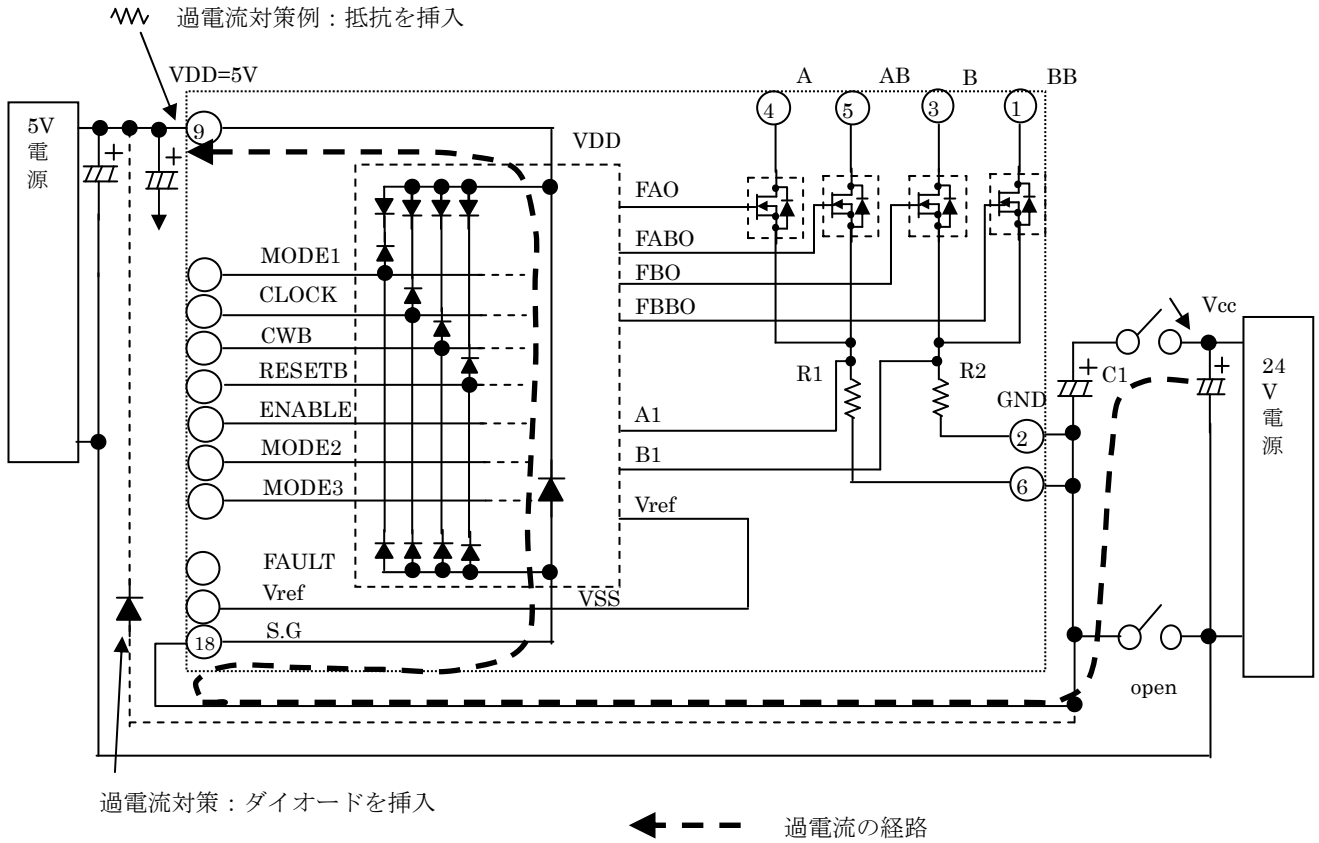 過電流対策例：抵抗を挿入
VDD=5V
A
AB
B
BB
5V
電
源
9
4
5
3
1
VDD
FAO
FABO
FBO
FBBO
MODE1
CLOCK
CWB
RESETB
ENABLE
MODE2
MODE3
FAULT
Vref
S.G
18
VSS
R1
R2
A1
B1
Vref
GND
2
6
C1
Vcc
24
V
電
源
open
過電流対策：ダイオードを挿入
過電流の経路
+
+
+
+